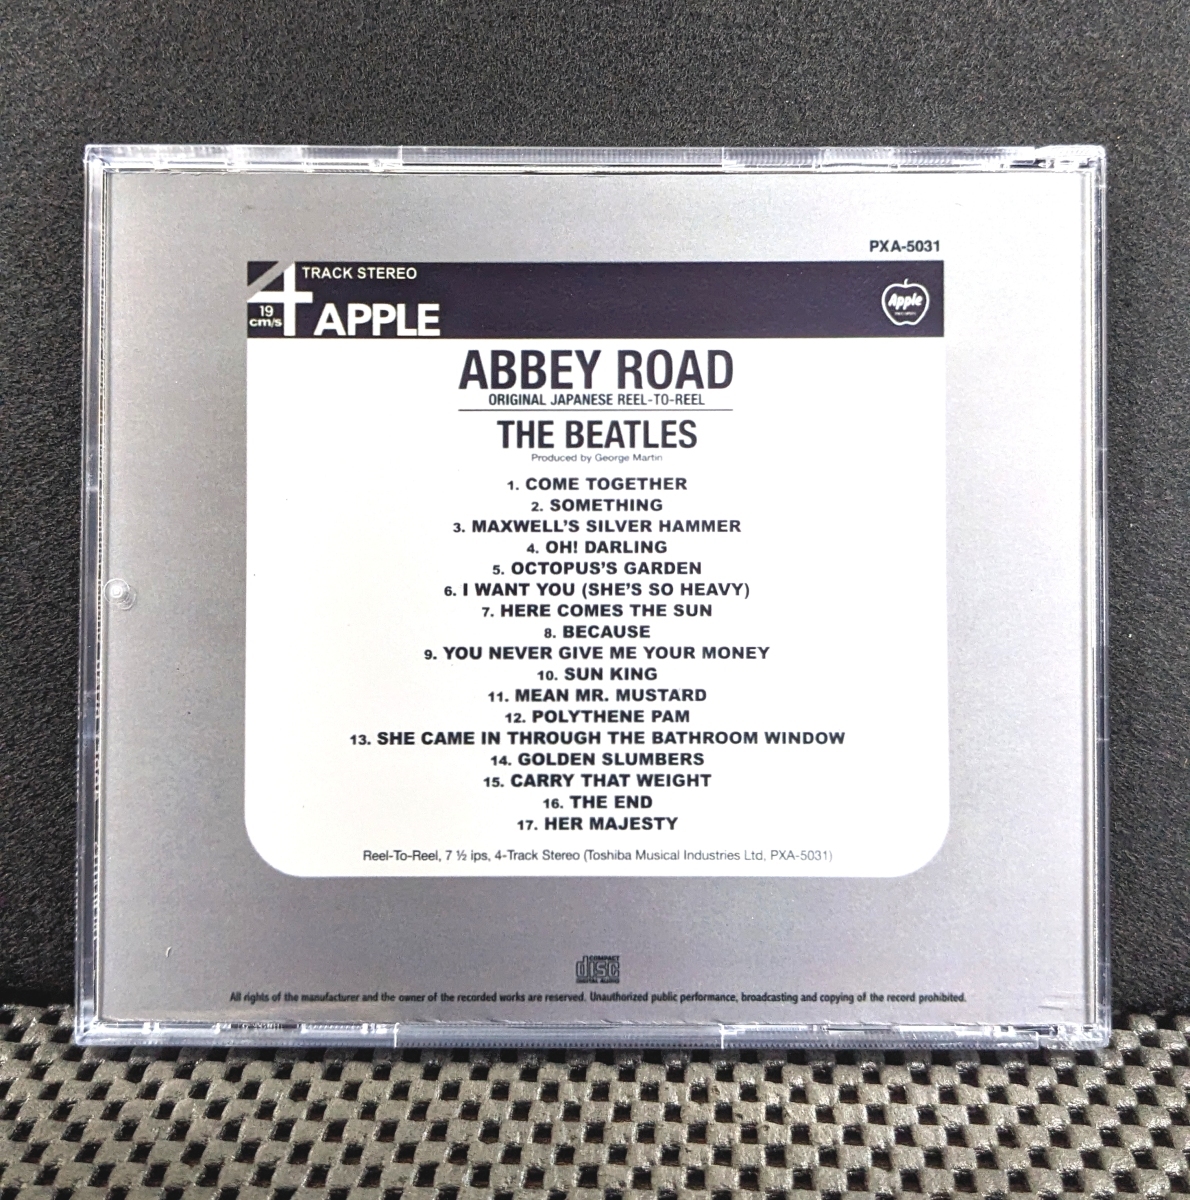 PXA-5031
4 TRACK STEREO
19
cm/s
APPLE
Apple
ABBEY ROAD
ORIGINAL JAPANESE REEL-TO-REEL
THE BEATLES
Produced by George Martin
1. COME TOGETHER
2. SOMETHING
3. MAXWELL'S SILVER HAMMER
4. OH! DARLING
5. OCTOPUS'S GARDEN
6. I WANT YOU (SHE'S SO HEAVY)
7. HERE COMES THE SUN
8. BECAUSE
9. YOU NEVER GIVE ME YOUR MONEY
10. SUN KING
11. MEAN MR. MUSTARD
12. POLYTHENE PAM
13. SHE CAME IN THROUGH THE BATHROOM WINDOW
14. GOLDEN SLUMBERS
15. CARRY THAT WEIGHT
16. THE END
17. HER MAJESTY
Reel-To-Reel, 7 ½ ips, 4-Track Stereo (Toshiba Musical Industries Ltd, PXA-5031)
COMPACT
disc
DIGITAL AUDIO
All rights of the manufacturer and the owner of the recorded works are reserved. Unauthorized public performance, broadcasting and copying of the record prohibited.